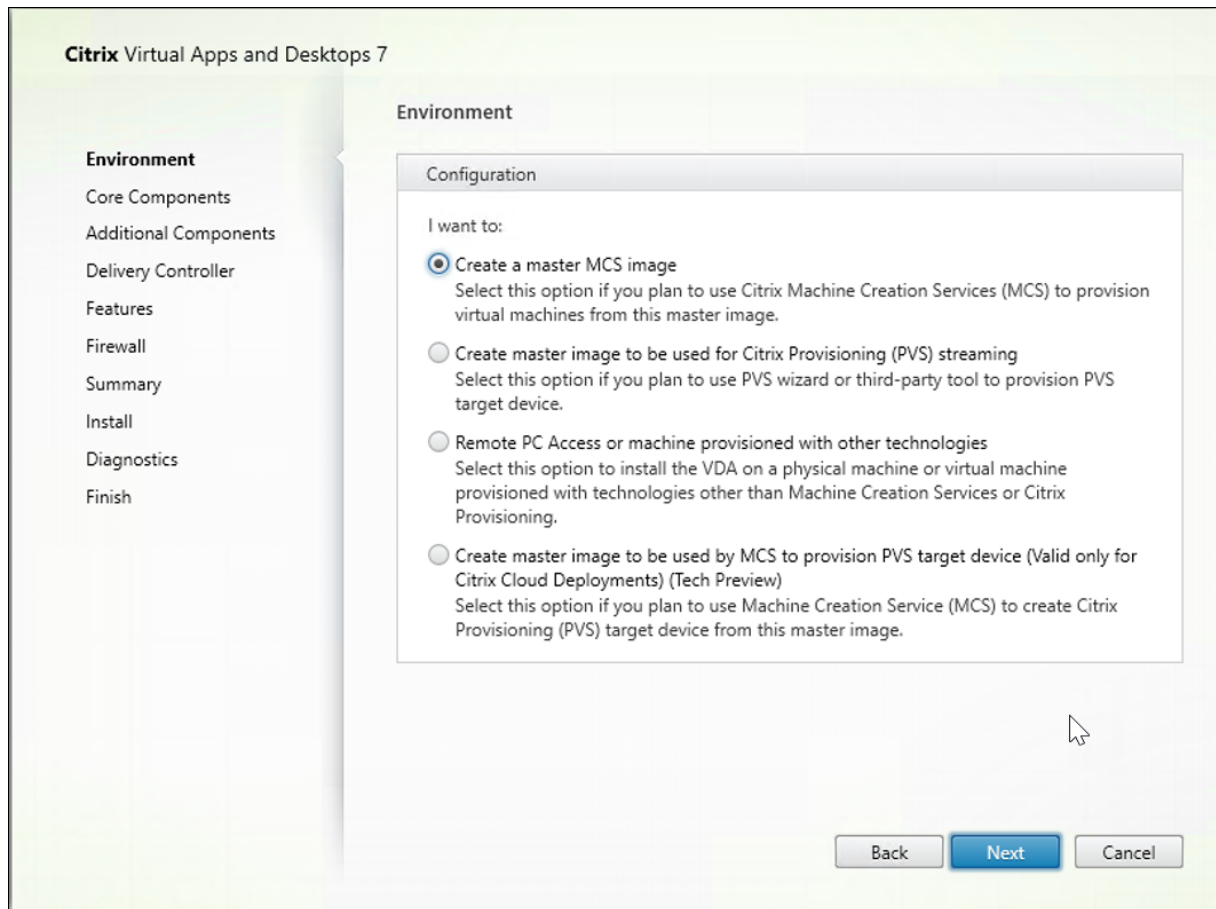 Citrix Virtual Apps and Desktops 7
Environment
Core Components
Additional Components
Delivery Controller
Features
Firewall
Summary
Install
Diagnostics
Finish
Environment
Configuration
I want to:
Create a master MCS image
Select this option if you plan to use Citrix Machine Creation Services (MCS) to provision
virtual machines from this master image.
Create master image to be used for Citrix Provisioning (PVS) streaming
Select this option if you plan to use PVS wizard or third-party tool to provision PVS
target device.
Remote PC Access or machine provisioned with other technologies
Select this option to install the VDA on a physical machine or virtual machine
provisioned with technologies other than Machine Creation Services or Citrix
Provisioning.
Create master image to be used by MCS to provision PVS target device (Valid only for
Citrix Cloud Deployments) (Tech Preview)
Select this option if you plan to use Machine Creation Service (MCS) to create Citrix
Provisioning (PVS) target device from this master image.
Back
Next
Cancel